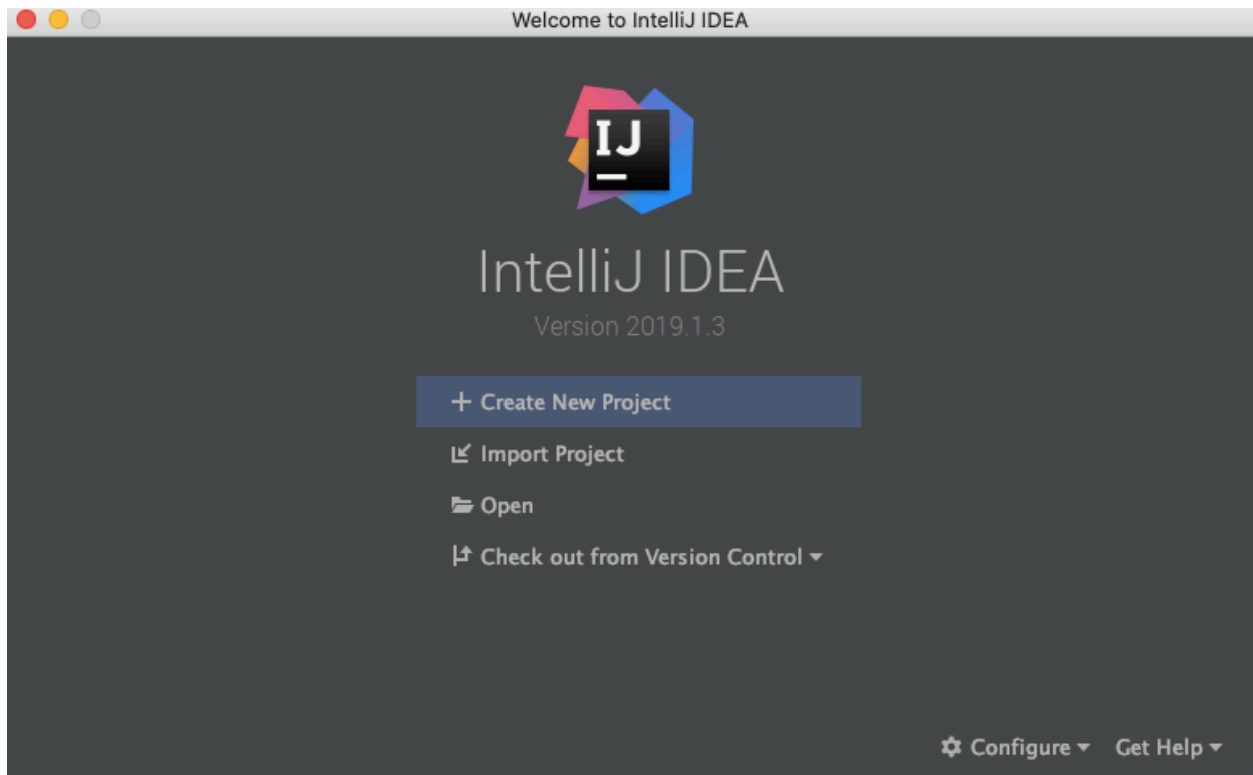 Welcome to IntelliJ IDEA
IJ
IntelliJ IDEA
Version 2019.1.3
Create New Project
Import Project
Open
Check out from Version Control
Configure
Get Help